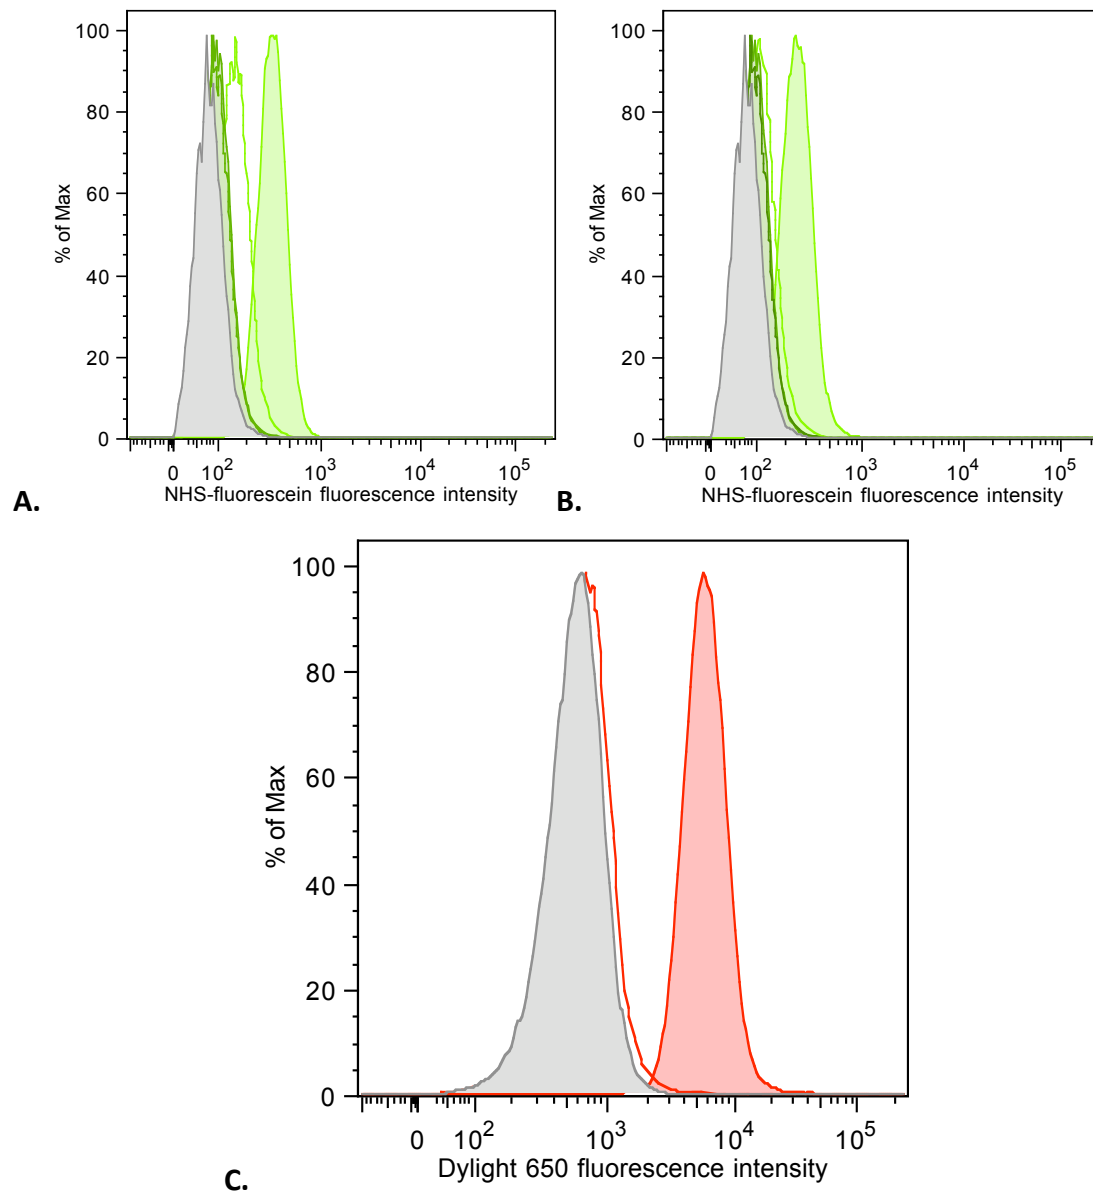 100
80
60
40
20
0
% of Max
0 10² 10³ 10⁴ 10⁵
NHS-fluorescein fluorescence intensity
A.
100
80
60
40
20
0
% of Max
0 10² 10³ 10⁴ 10⁵
NHS-fluorescein fluorescence intensity
B.
100
80
60
40
20
0
% of Max
0 10² 10³ 10⁴ 10⁵
Dylight 650 fluorescence intensity
C.